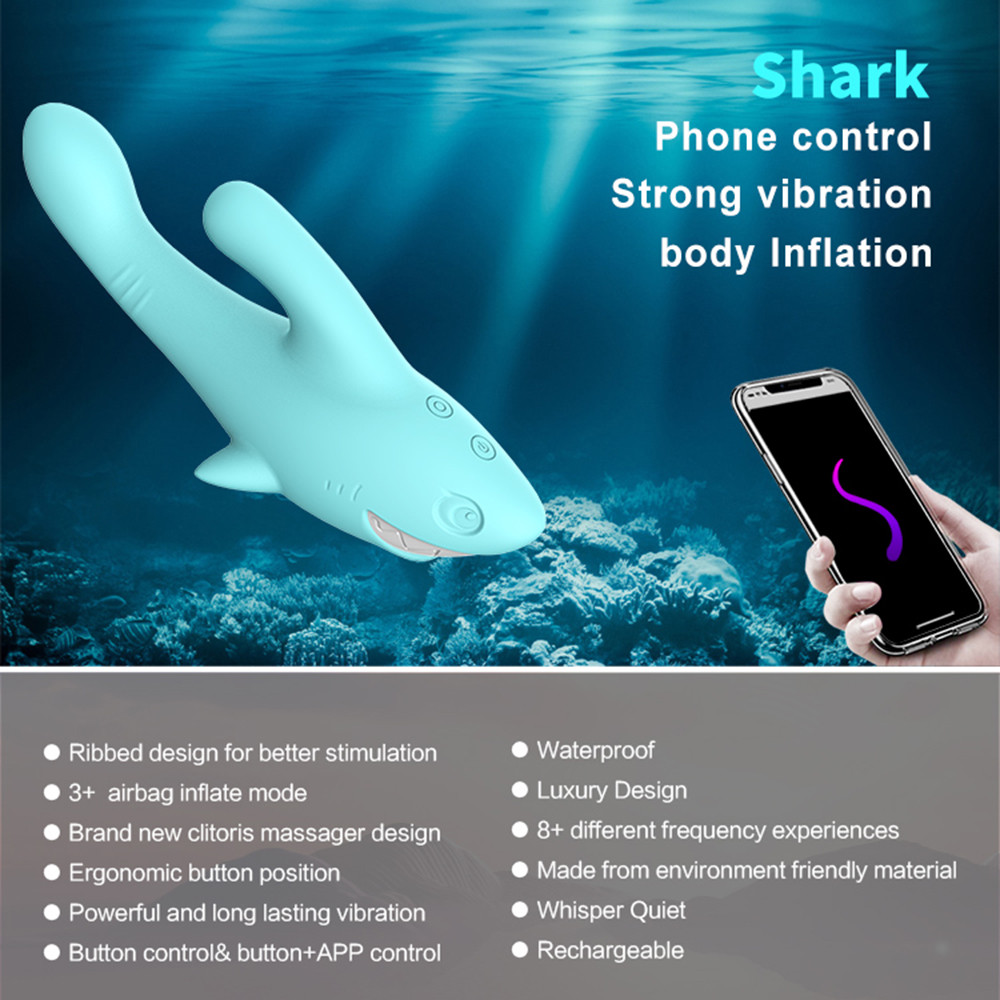 Shark
Phone control
Strong vibration
body Inflation
Ribbed design for better stimulation
3+ airbag inflate mode
Brand new clitoris massager design
Ergonomic button position
Powerful and long lasting vibration
Button control& button+APP control
Waterproof
Luxury Design
8+ different frequency experiences
Made from environment friendly material
Whisper Quiet
Rechargeable